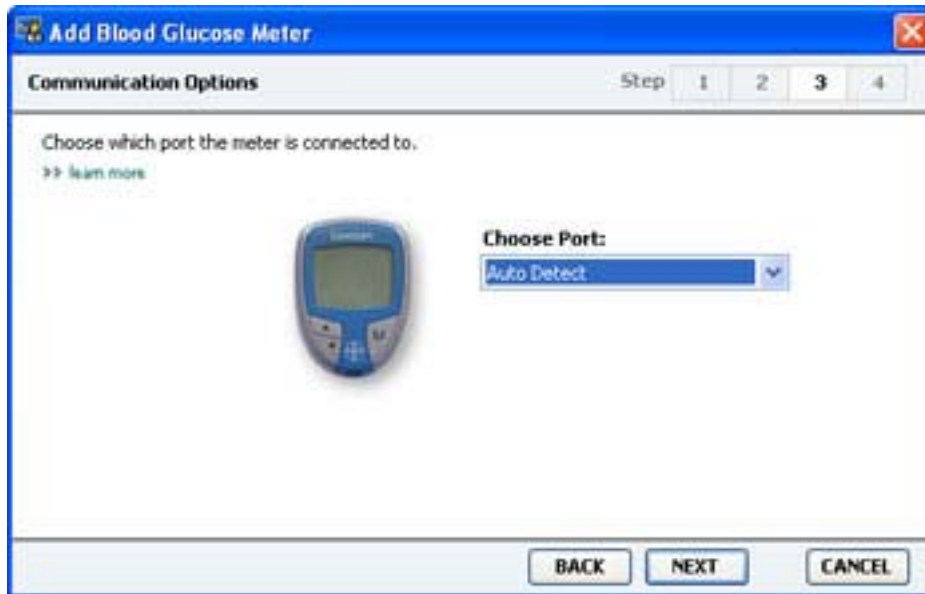 Add Blood Glucose Meter
Communication Options
Step 1 2 3 4
Choose which port the meter is connected to.
>> learn more
Choose Port:
Auto Detect
BACK NEXT CANCEL